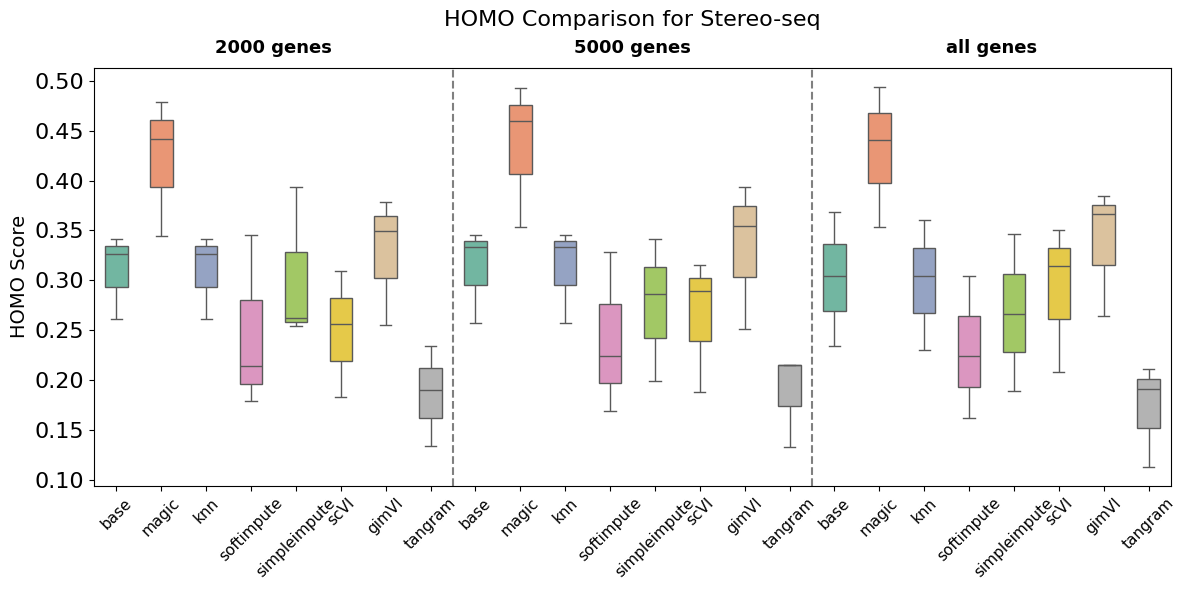 HOMO Comparison for Stereo-seq
2000 genes
5000 genes
all genes
HOMO Score
0.50
0.45
0.40
0.35
0.30
0.25
0.20
0.15
0.10
base
magic
knn
softimpute
simpleimpute
scVI
gimVI
tangram
base
magic
knn
softimpute
simpleimpute
scVI
gimVI
tangram
base
magic
knn
softimpute
simpleimpute
scVI
gimVI
tangram